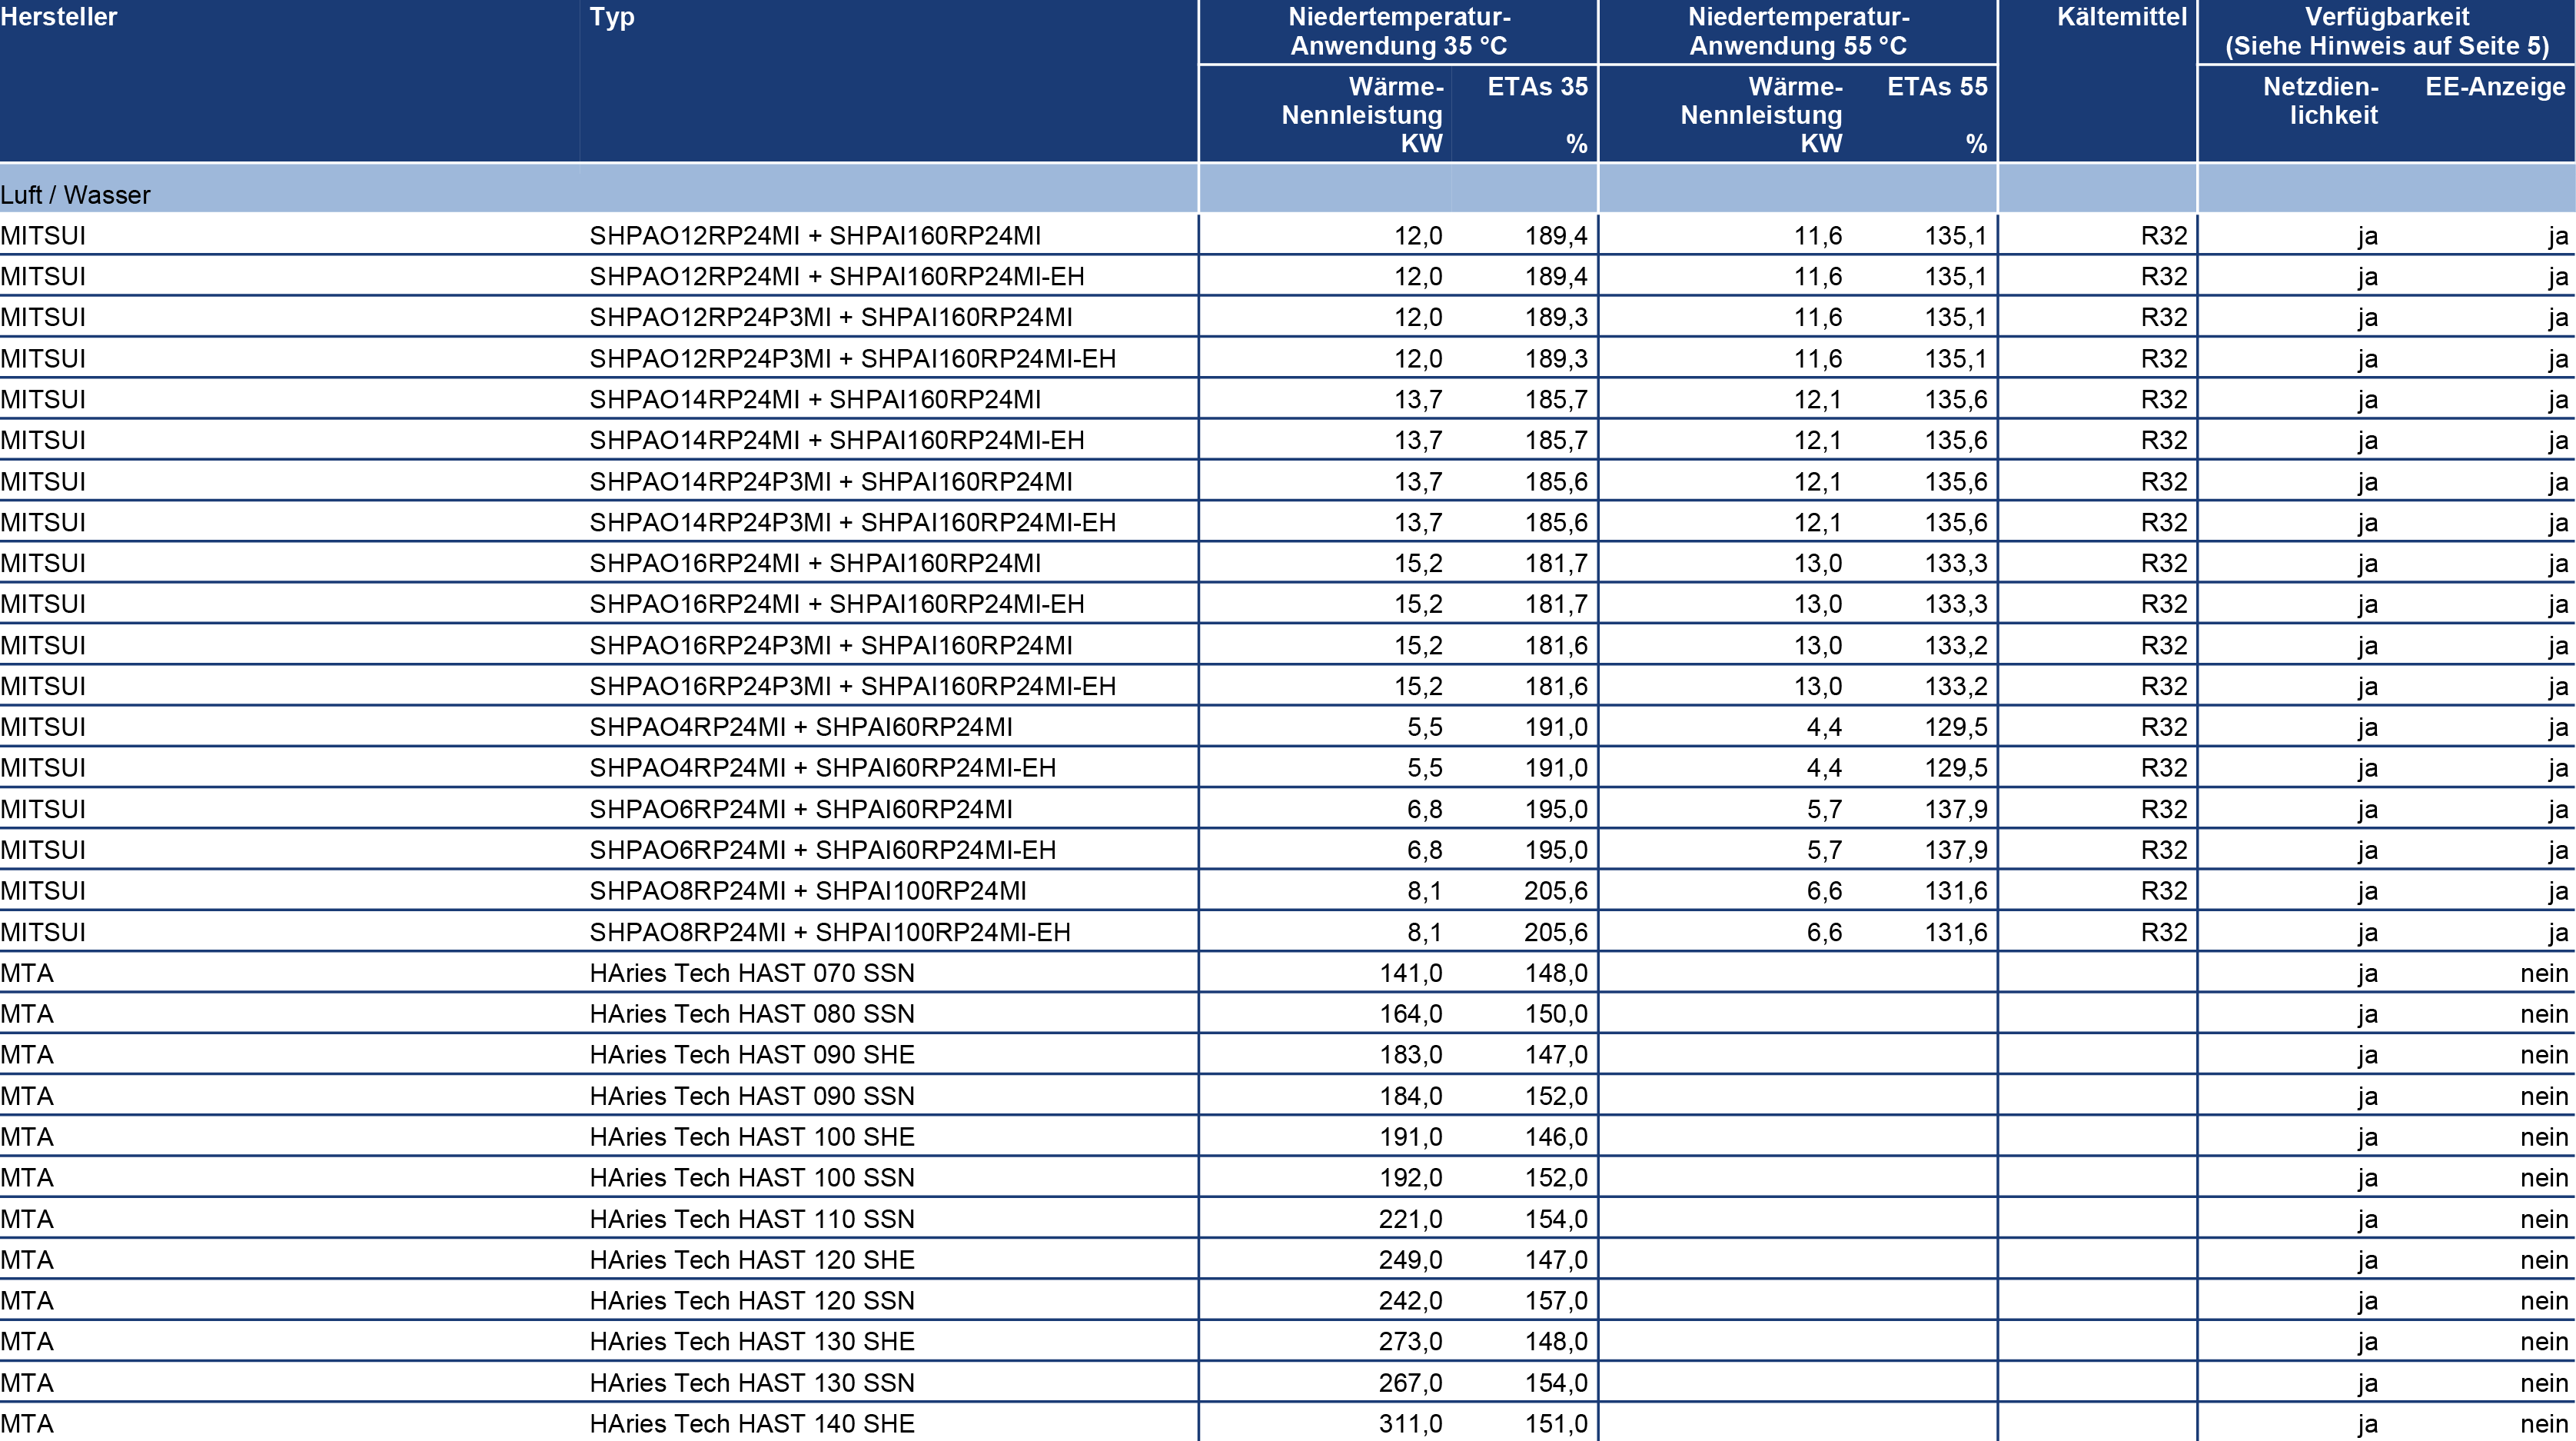 Hersteller Typ Niedertemperatur- Niedertemperatur- Kältemittel Verfügbarkeit
Anwendung 35 °C Anwendung 55 °C (Siehe Hinweis auf Seite 5)
Wärme- ETAs 35 Wärme- ETAs 55 Netzdien- EE-Anzeige
Nennleistung Nennleistung lichkeit
KW % KW %
Luft / Wasser
MITSUI SHPAO12RP24MI + SHPAI160RP24MI 12,0 189,4 11,6 135,1 R32 ja ja
MITSUI SHPAO12RP24MI + SHPAI160RP24MI-EH 12,0 189,4 11,6 135,1 R32 ja ja
MITSUI SHPAO12RP24P3MI + SHPAI160RP24MI 12,0 189,3 11,6 135,1 R32 ja ja
MITSUI SHPAO12RP24P3MI + SHPAI160RP24MI-EH 12,0 189,3 11,6 135,1 R32 ja ja
MITSUI SHPAO14RP24MI + SHPAI160RP24MI 13,7 185,7 12,1 135,6 R32 ja ja
MITSUI SHPAO14RP24MI + SHPAI160RP24MI-EH 13,7 185,7 12,1 135,6 R32 ja ja
MITSUI SHPAO14RP24P3MI + SHPAI160RP24MI 13,7 185,6 12,1 135,6 R32 ja ja
MITSUI SHPAO14RP24P3MI + SHPAI160RP24MI-EH 13,7 185,6 12,1 135,6 R32 ja ja
MITSUI SHPAO16RP24MI + SHPAI160RP24MI 15,2 181,7 13,0 133,3 R32 ja ja
MITSUI SHPAO16RP24MI + SHPAI160RP24MI-EH 15,2 181,7 13,0 133,3 R32 ja ja
MITSUI SHPAO16RP24P3MI + SHPAI160RP24MI 15,2 181,6 13,0 133,2 R32 ja ja
MITSUI SHPAO16RP24P3MI + SHPAI160RP24MI-EH 15,2 181,6 13,0 133,2 R32 ja ja
MITSUI SHPAO4RP24MI + SHPAI60RP24MI 5,5 191,0 4,4 129,5 R32 ja ja
MITSUI SHPAO4RP24MI + SHPAI60RP24MI-EH 5,5 191,0 4,4 129,5 R32 ja ja
MITSUI SHPAO6RP24MI + SHPAI60RP24MI 6,8 195,0 5,7 137,9 R32 ja ja
MITSUI SHPAO6RP24MI + SHPAI60RP24MI-EH 6,8 195,0 5,7 137,9 R32 ja ja
MITSUI SHPAO8RP24MI + SHPAI100RP24MI 8,1 205,6 6,6 131,6 R32 ja ja
MITSUI SHPAO8RP24MI + SHPAI100RP24MI-EH 8,1 205,6 6,6 131,6 R32 ja ja
MTA HAries Tech HAST 070 SSN 141,0 148,0 ja nein
MTA HAries Tech HAST 080 SSN 164,0 150,0 ja nein
MTA HAries Tech HAST 090 SHE 183,0 147,0 ja nein
MTA HAries Tech HAST 090 SSN 184,0 152,0 ja nein
MTA HAries Tech HAST 100 SHE 191,0 146,0 ja nein
MTA HAries Tech HAST 100 SSN 192,0 152,0 ja nein
MTA HAries Tech HAST 110 SSN 221,0 154,0 ja nein
MTA HAries Tech HAST 120 SHE 249,0 147,0 ja nein
MTA HAries Tech HAST 120 SSN 242,0 157,0 ja nein
MTA HAries Tech HAST 130 SHE 273,0 148,0 ja nein
MTA HAries Tech HAST 130 SSN 267,0 154,0 ja nein
MTA HAries Tech HAST 140 SHE 311,0 151,0 ja nein